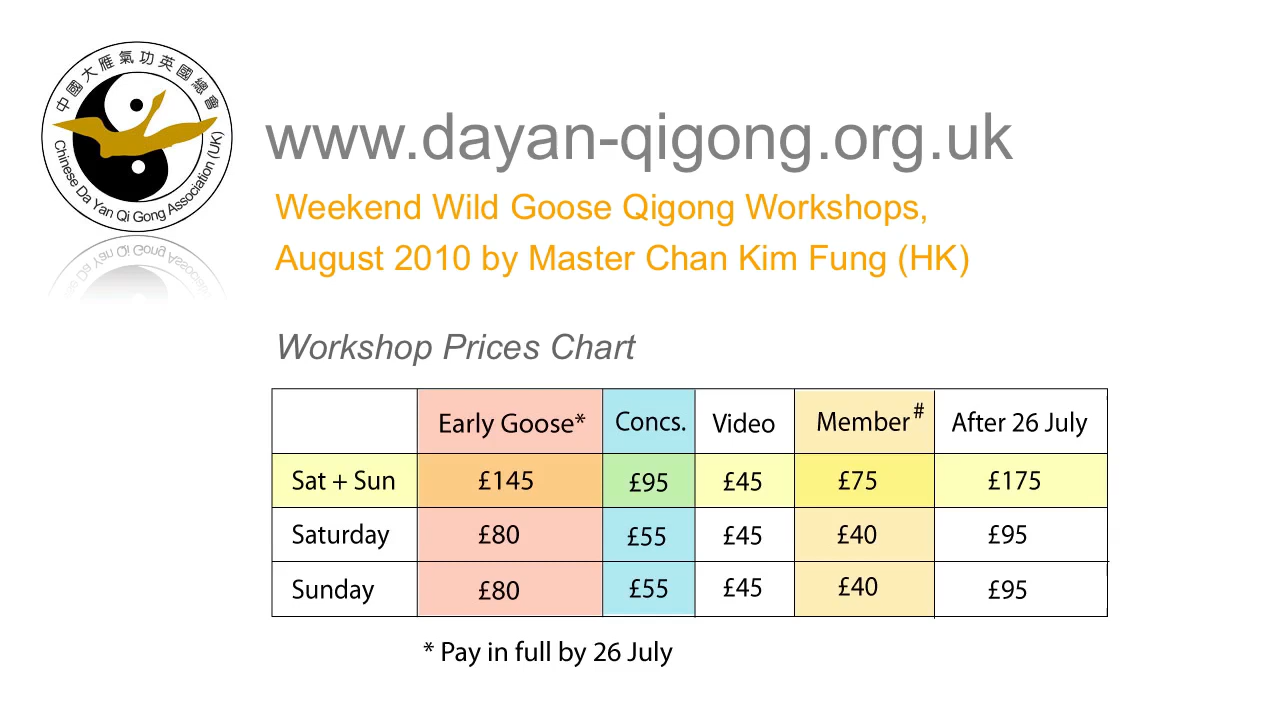 中國大雁氣功英國總會
Chinese Da Yan Qi Gong Association (UK)
www.dayan-qigong.org.uk
Weekend Wild Goose Qigong Workshops,
August 2010 by Master Chan Kim Fung (HK)
Workshop Prices Chart
Early Goose* Concs. Video Member# After 26 July
Sat + Sun £145 £95 £45 £75 £175
Saturday £80 £55 £45 £40 £95
Sunday £80 £55 £45 £40 £95
* Pay in full by 26 July